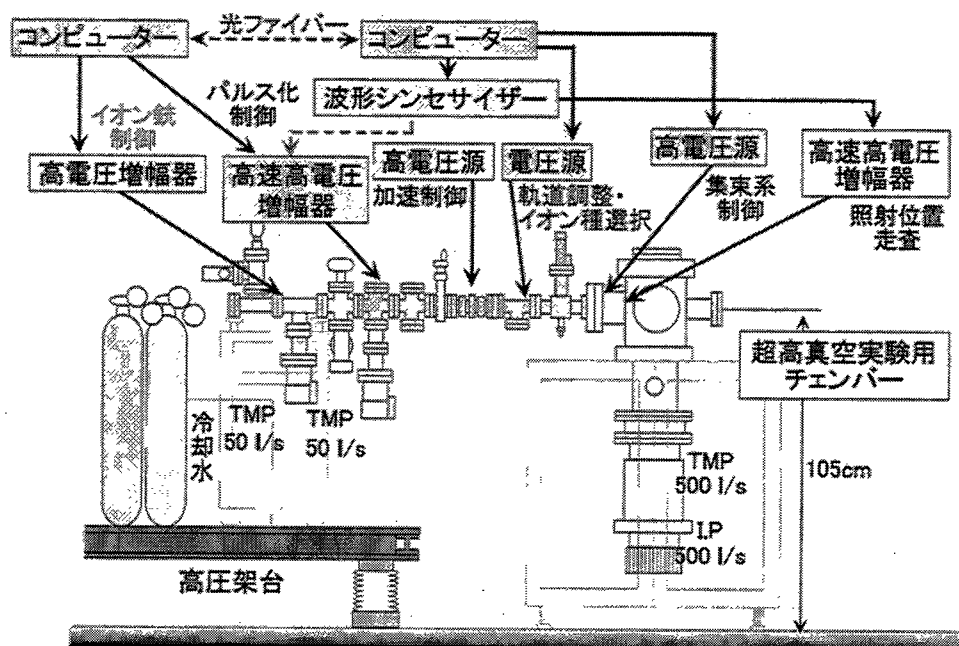 コンピューター
光ファイバー
コンピューター
波形シンセサイザー
パルス化
制御
イオン銃
制御
高電圧増幅器
高速高電圧
増幅器
高電圧源
加速制御
電圧源
軌道調整・
イオン種選択
高電圧源
集束系
制御
高速高電圧
増幅器
照射位置
走査
超高真空実験用
チェンバー
冷却水
TMP
50 l/s
TMP
50 l/s
TMP
500 l/s
I.P
500 l/s
105cm
高圧架台